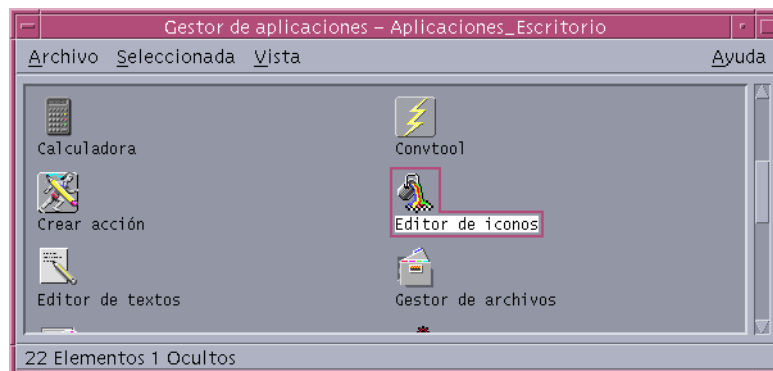 Gestor de aplicaciones – Aplicaciones_Escritorio
Archivo Seleccionada Vista Ayuda
Calculadora Convtool
Crear acción Editor de iconos
Editor de textos Gestor de archivos
22 Elementos 1 Ocultos